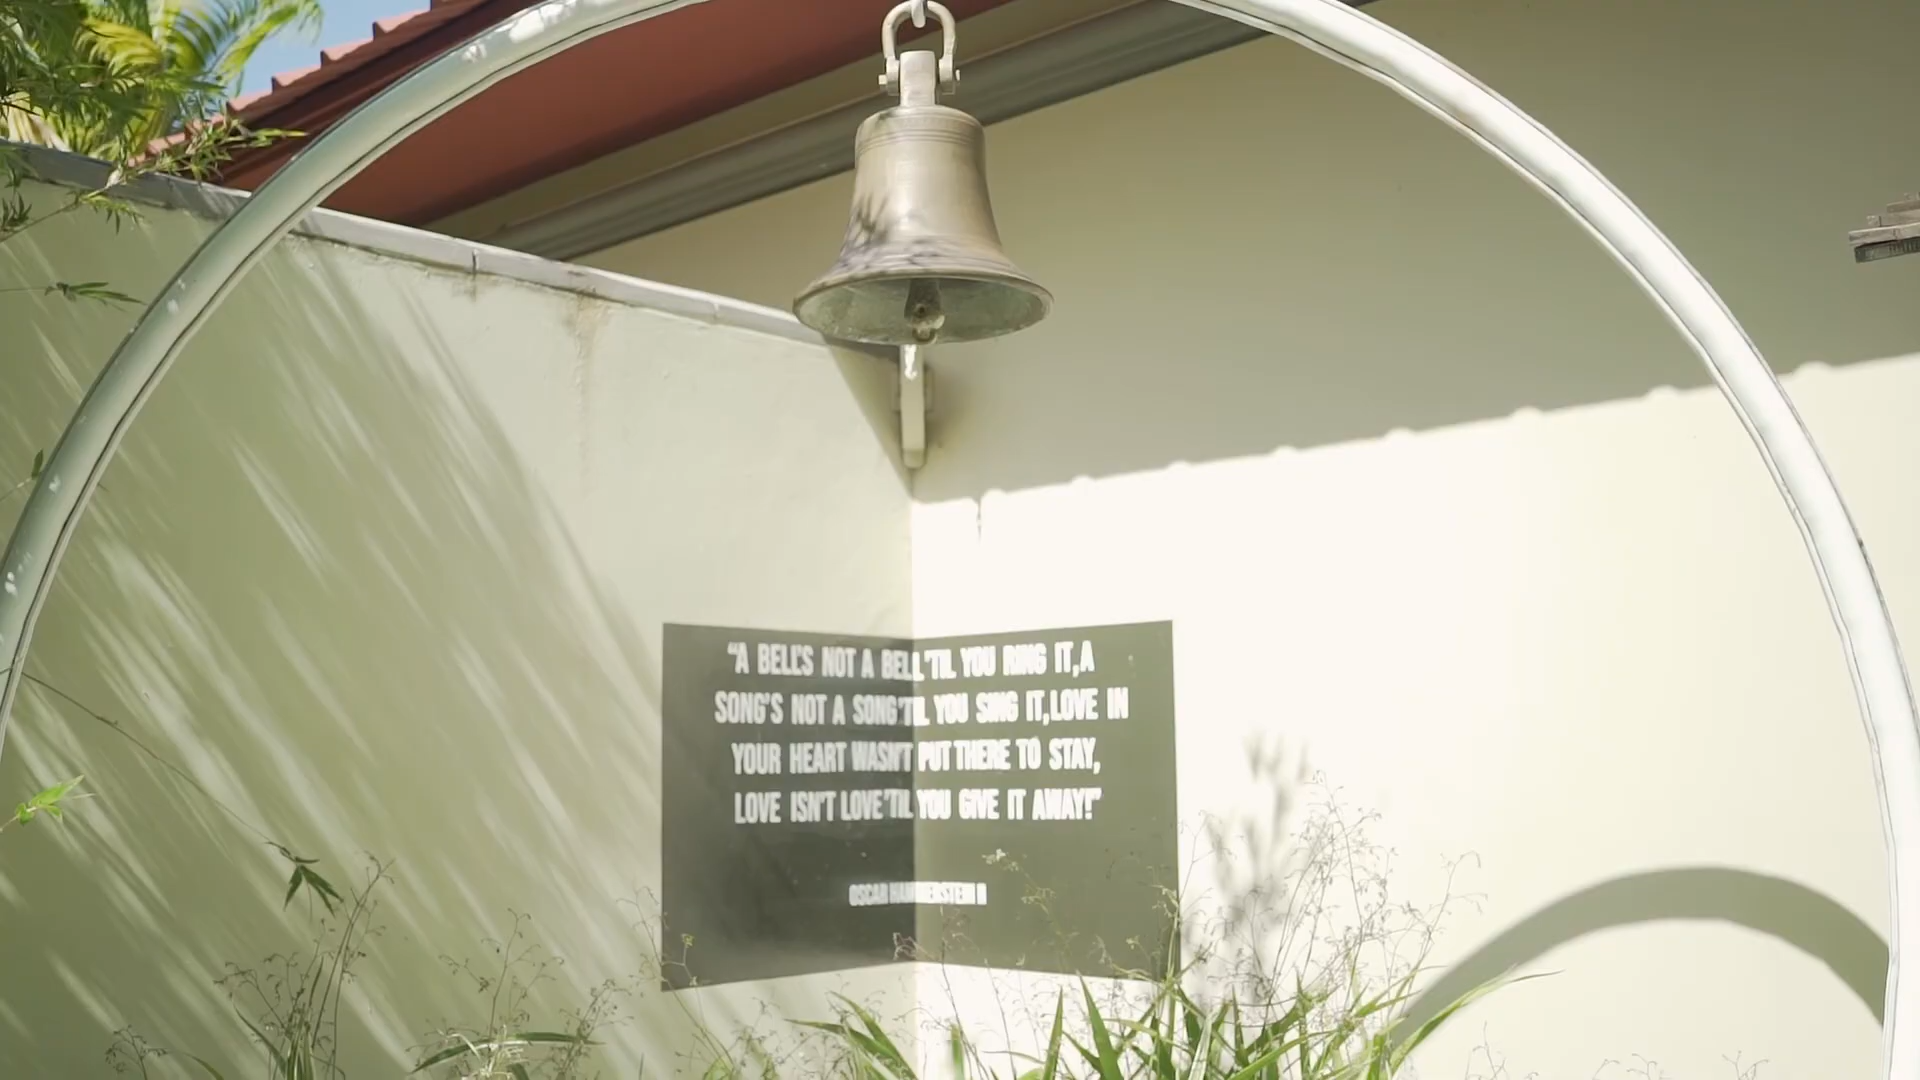 “A BELL'S NOT A BELL 'TIL YOU RING IT, A
SONG'S NOT A SONG 'TIL YOU SING IT, LOVE IN
YOUR HEART WASN'T PUT THERE TO STAY,
LOVE ISN'T LOVE 'TIL YOU GIVE IT AWAY!”
OSCAR HAMMERSTEIN II